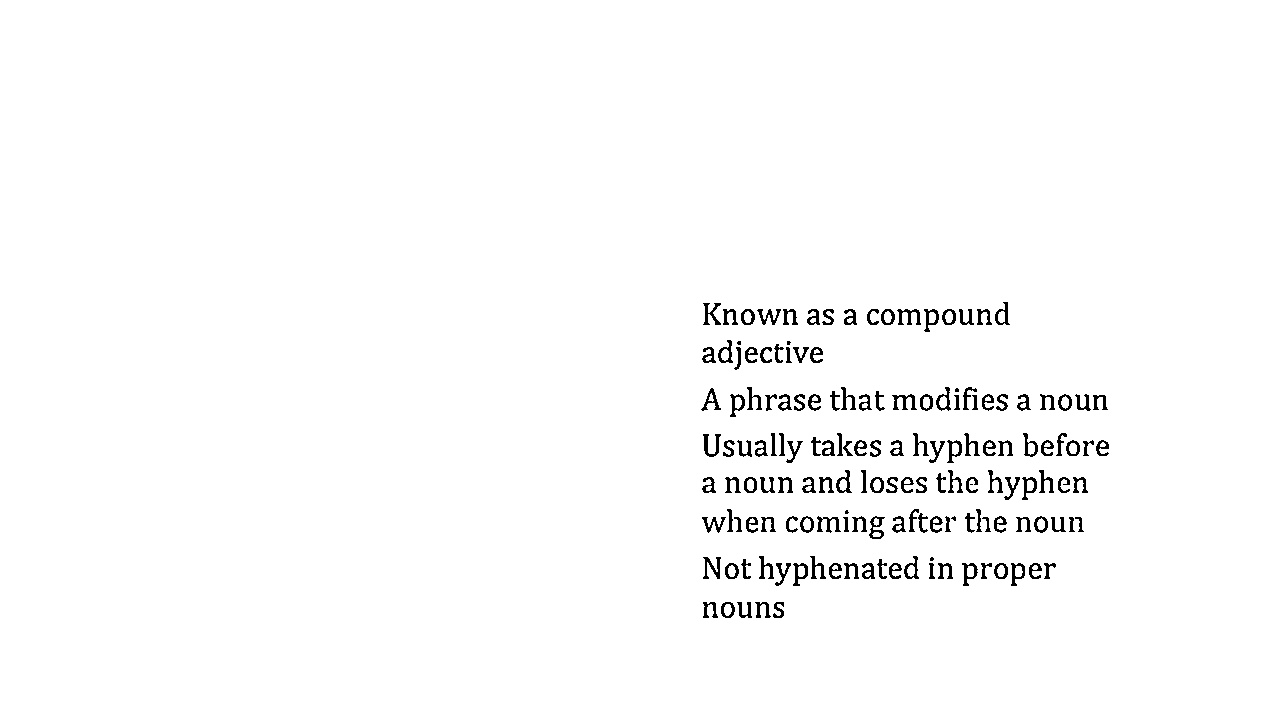 Known as a compound
adjective
A phrase that modifies a noun
Usually takes a hyphen before
a noun and loses the hyphen
when coming after the noun
Not hyphenated in proper
nouns